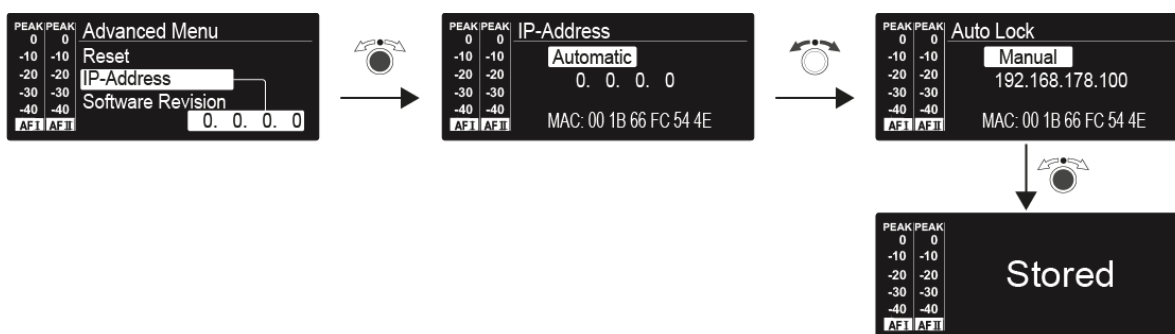 PEAK PEAK Advanced Menu
0 0
-10 -10 Reset
-20 -20 IP-Address
-30 -30 Software Revision
-40 -40 0. 0. 0. 0
AF I AF II
PEAK PEAK IP-Address
0 0
-10 -10 Automatic
-20 -20 0. 0. 0. 0
-30 -30
-40 -40 MAC: 00 1B 66 FC 54 4E
AF I AF II
PEAK PEAK Auto Lock
0 0
-10 -10 Manual
-20 -20 192.168.178.100
-30 -30
-40 -40 MAC: 00 1B 66 FC 54 4E
AF I AF II
PEAK PEAK
0 0
-10 -10
-20 -20 Stored
-30 -30
-40 -40
AF I AF II